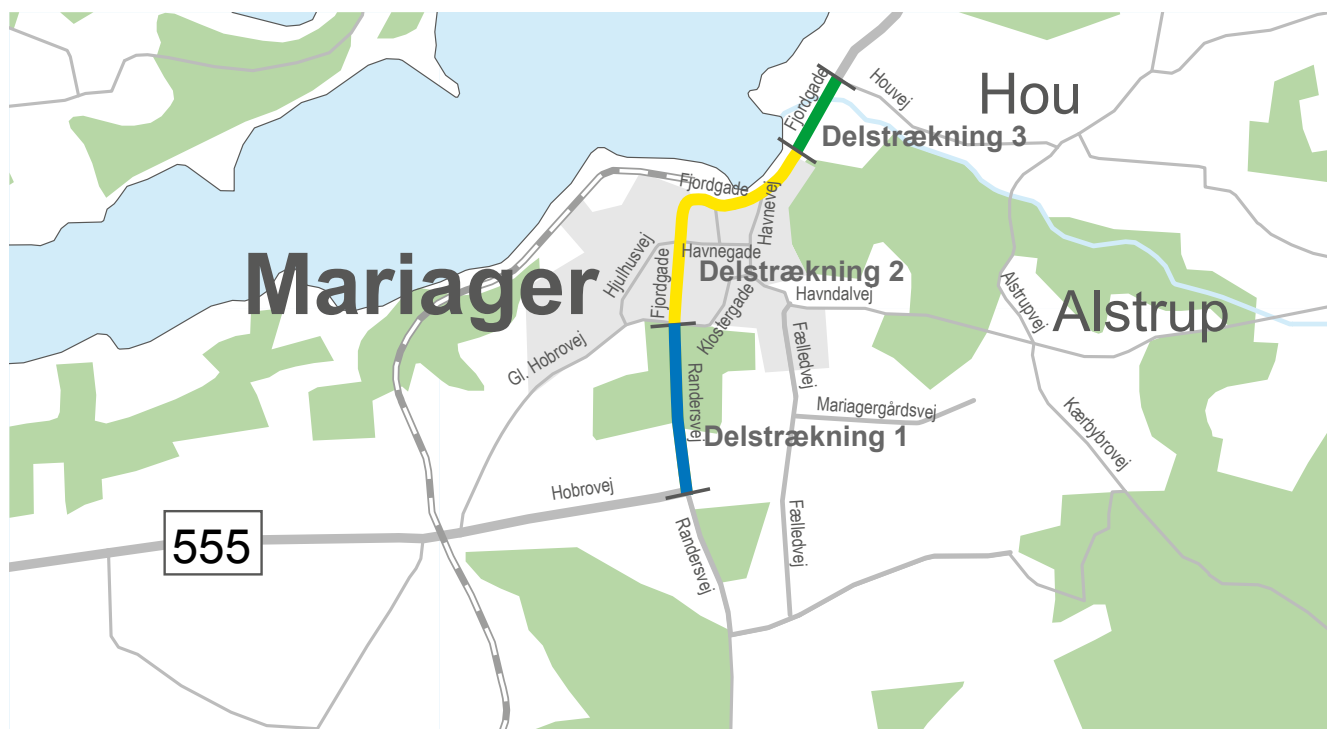 Fjordgade
Houvej
Hou
Delstrækning 3
Fjordgade
Havnevej
Hjulhusvej
Havnegade
Mariager
Fjordgade
Delstrækning 2
Havndalvej
Alstrupvej
Alstrup
Klostergade
Gl. Hobrovej
Fælledvej
Randersvej
Mariagergårdsvej
Kærbybrovej
Delstrækning 1
Hobrovej
555
Randersvej
Fælledvej